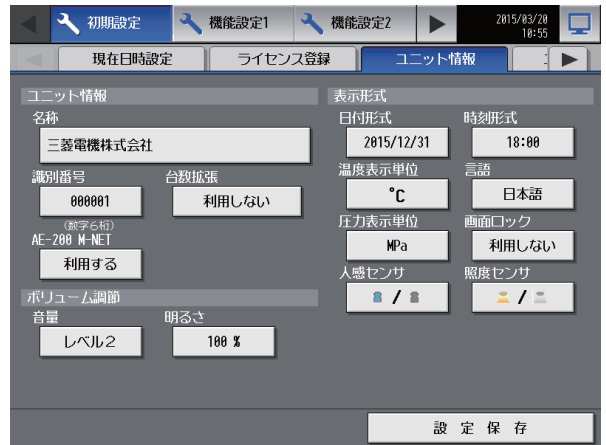 初期設定
機能設定1
機能設定2
2015/03/20
10:55
現在日時設定
ライセンス登録
ユニット情報
ユニット情報
名称
三菱電機株式会社
識別番号
台数拡張
000001
利用しない
(数字6桁)
AE-200 M-NET
利用する
ボリューム調節
音量
明るさ
レベル2
100 %
表示形式
日付形式
時刻形式
2015/12/31
18:00
温度表示単位
言語
℃
日本語
圧力表示単位
画面ロック
MPa
利用しない
人感センサ
照度センサ
/
/
設 定 保 存